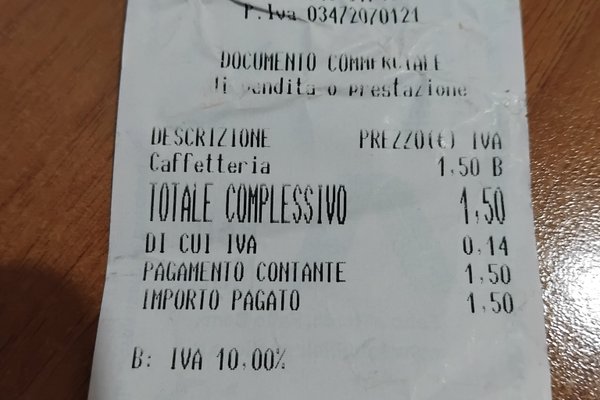 P.Iva 03472070121
DOCUMENTO COMMERCIALE
di vendita o prestazione
DESCRIZIONE PREZZO(€) IVA
Caffetteria 1,50 B
TOTALE COMPLESSIVO 1,50
DI CUI IVA 0,14
PAGAMENTO CONTANTE 1,50
IMPORTO PAGATO 1,50
B: IVA 10,00%